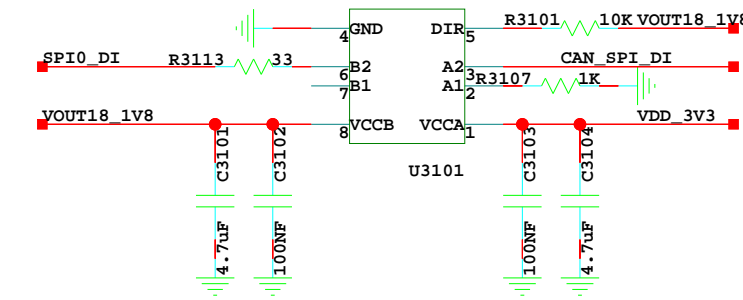 R3101 10K VOUT18_1V8
4 GND DIR 5
SPI0_DI R3113 33 6 B2 A2 3 CAN_SPI_DI
7 B1 A1 2 R3107 1K
VOUT18_1V8 8 VCCB VCCA 1 VDD_3V3
U3101
C3101 C3102 C3103 C3104
4.7uF 100NF 100NF 4.7uF